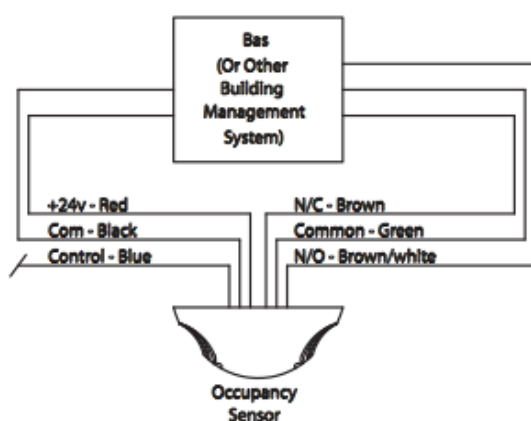 Bas
(Or Other
Building
Management
System)
+24v - Red
N/C - Brown
Com - Black
Common - Green
Control - Blue
N/O - Brown/white
Occupancy
Sensor